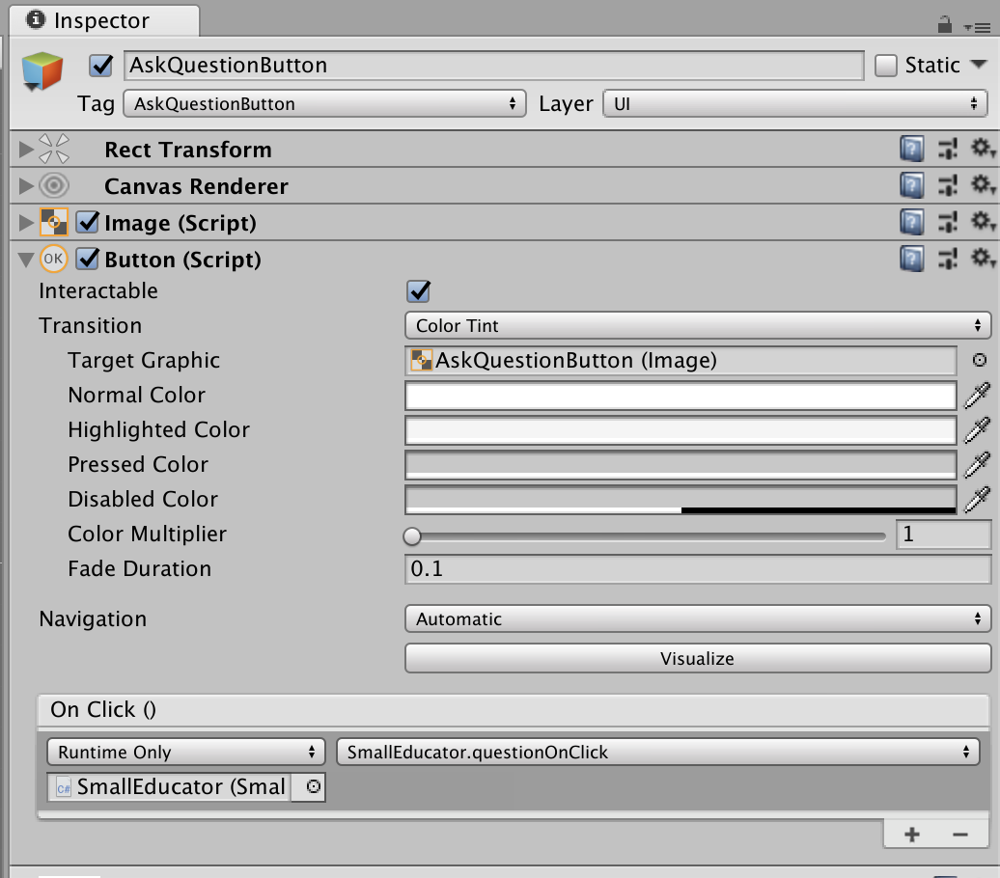 Inspector
AskQuestionButton Static
Tag AskQuestionButton Layer UI
Rect Transform
Canvas Renderer
Image (Script)
OK Button (Script)
Interactable
Transition Color Tint
Target Graphic AskQuestionButton (Image)
Normal Color
Highlighted Color
Pressed Color
Disabled Color
Color Multiplier 1
Fade Duration 0.1
Navigation Automatic
Visualize
On Click ()
Runtime Only SmallEducator.questionOnClick
C# SmallEducator (Smal